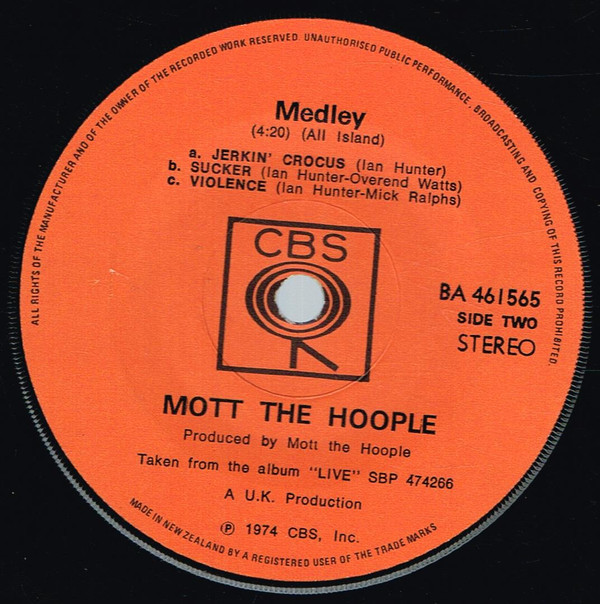 ALL RIGHTS OF THE MANUFACTURER AND OF THE OWNER OF THE RECORDED WORK RESERVED. UNAUTHORISED PUBLIC PERFORMANCE, BROADCASTING AND COPYING OF THIS RECORD PROHIBITED.
Medley
(4:20) (All Island)
a. JERKIN' CROCUS (Ian Hunter)
b. SUCKER (Ian Hunter-Overend Watts)
c. VIOLENCE (Ian Hunter-Mick Ralphs)
CBS
BA 461565
SIDE TWO
STEREO
MOTT THE HOOPLE
Produced by Mott the Hoople
Taken from the album "LIVE" SBP 474266
A U.K. Production
℗ 1974 CBS, Inc.
MADE IN NEW ZEALAND BY A REGISTERED USER OF THE TRADE MARKS